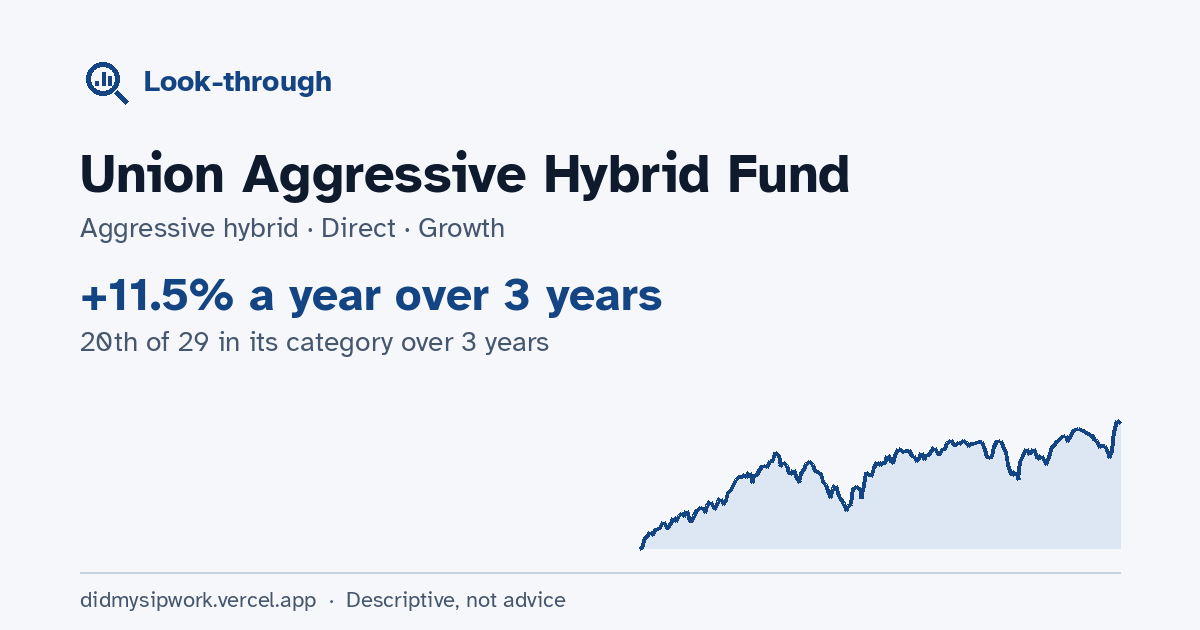 Look-through
Union Aggressive Hybrid Fund
Aggressive hybrid · Direct · Growth
+11.5% a year over 3 years
20th of 29 in its category over 3 years
didmysipwork.vercel.app · Descriptive, not advice